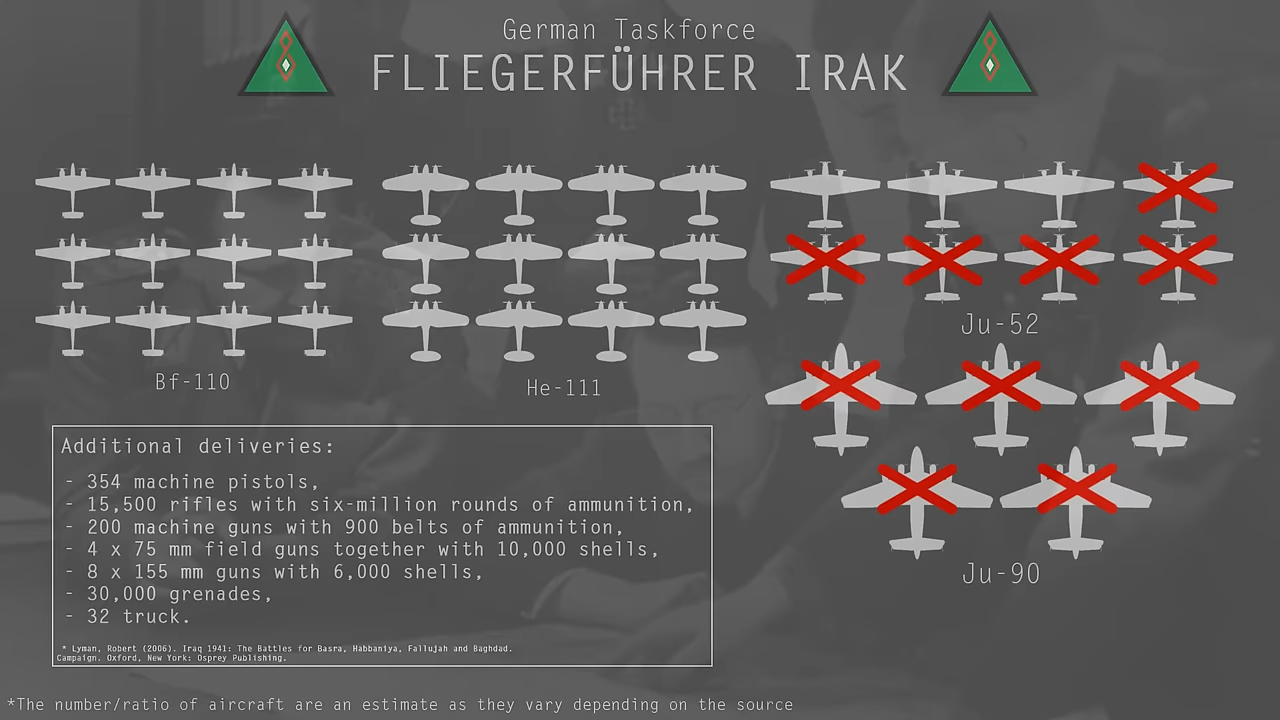 German Taskforce
FLIEGERFÜHRER IRAK
Bf-110
He-111
Ju-52
Ju-90
Additional deliveries:
- 354 machine pistols,
- 15,500 rifles with six-million rounds of ammunition,
- 200 machine guns with 900 belts of ammunition,
- 4 x 75 mm field guns together with 10,000 shells,
- 8 x 155 mm guns with 6,000 shells,
- 30,000 grenades,
- 32 truck.
* Lyman, Robert (2006). Iraq 1941: The Battles for Basra, Habbaniya, Fallujah and Baghdad.
Campaign. Oxford, New York: Osprey Publishing.
*The number/ratio of aircraft are an estimate as they vary depending on the source